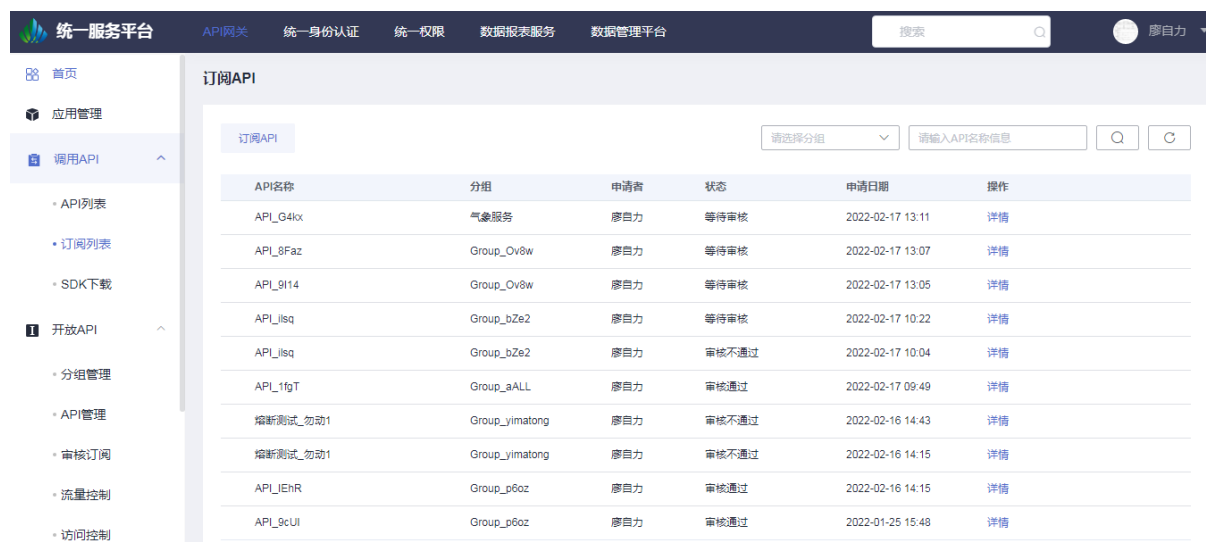 统一服务平台 API网关 统一身份认证 统一权限 数据报表服务 数据管理平台 搜索 廖自力
首页
订阅API
应用管理
订阅API 请选择分组 请输入API名称信息
调用API
API名称 分组 申请者 状态 申请日期 操作
API列表
API_G4kx 气象服务 廖自力 等待审核 2022-02-17 13:11 详情
订阅列表
API_8Faz Group_Ov8w 廖自力 等待审核 2022-02-17 13:07 详情
SDK下载
API_9I14 Group_Ov8w 廖自力 等待审核 2022-02-17 13:05 详情
开放API
API_ilsq Group_bZe2 廖自力 等待审核 2022-02-17 10:22 详情
API_ilsq Group_bZe2 廖自力 审核不通过 2022-02-17 10:04 详情
分组管理
API_1fgT Group_aALL 廖自力 审核通过 2022-02-17 09:49 详情
API管理
熔断测试_勿动1 Group_yimatong 廖自力 审核不通过 2022-02-16 14:43 详情
审核订阅
熔断测试_勿动1 Group_yimatong 廖自力 审核不通过 2022-02-16 14:15 详情
流量控制
API_IEhR Group_p6oz 廖自力 审核通过 2022-02-16 14:15 详情
访问控制
API_9cUI Group_p6oz 廖自力 审核通过 2022-01-25 15:48 详情